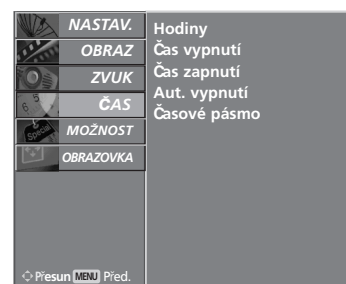 NASTAV.
OBRAZ
ZVUK
ČAS
MOŽNOST
OBRAZOVKA
Hodiny
Čas vypnutí
Čas zapnutí
Aut. vypnutí
Časové pásmo
Přesun MENU Před.